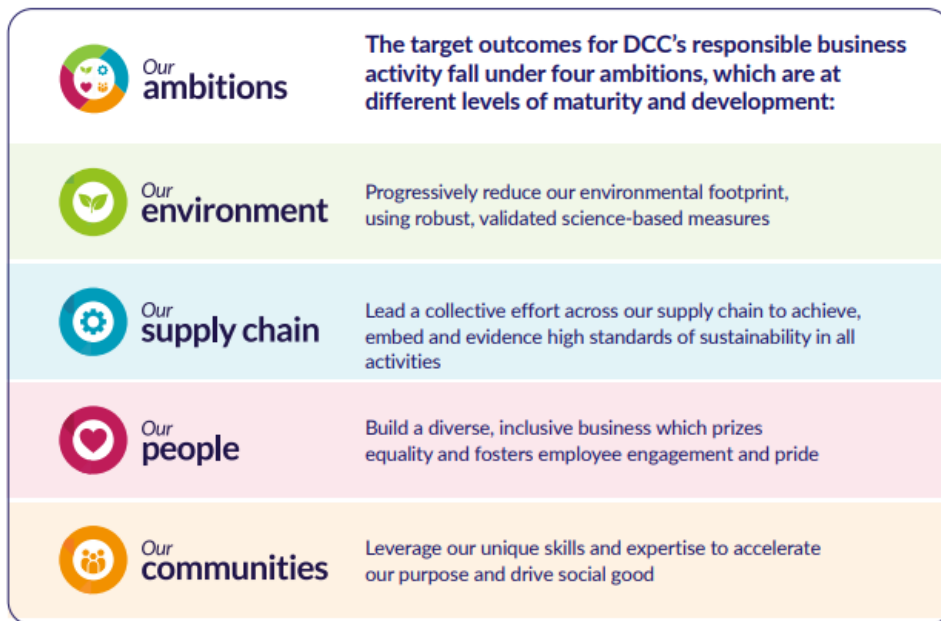 Our
ambitions
The target outcomes for DCC's responsible business
activity fall under four ambitions, which are at
different levels of maturity and development:
Our
environment
Progressively reduce our environmental footprint,
using robust, validated science-based measures
Our
supply chain
Lead a collective effort across our supply chain to achieve,
embed and evidence high standards of sustainability in all
activities
Our
people
Build a diverse, inclusive business which prizes
equality and fosters employee engagement and pride
Our
communities
Leverage our unique skills and expertise to accelerate
our purpose and drive social good